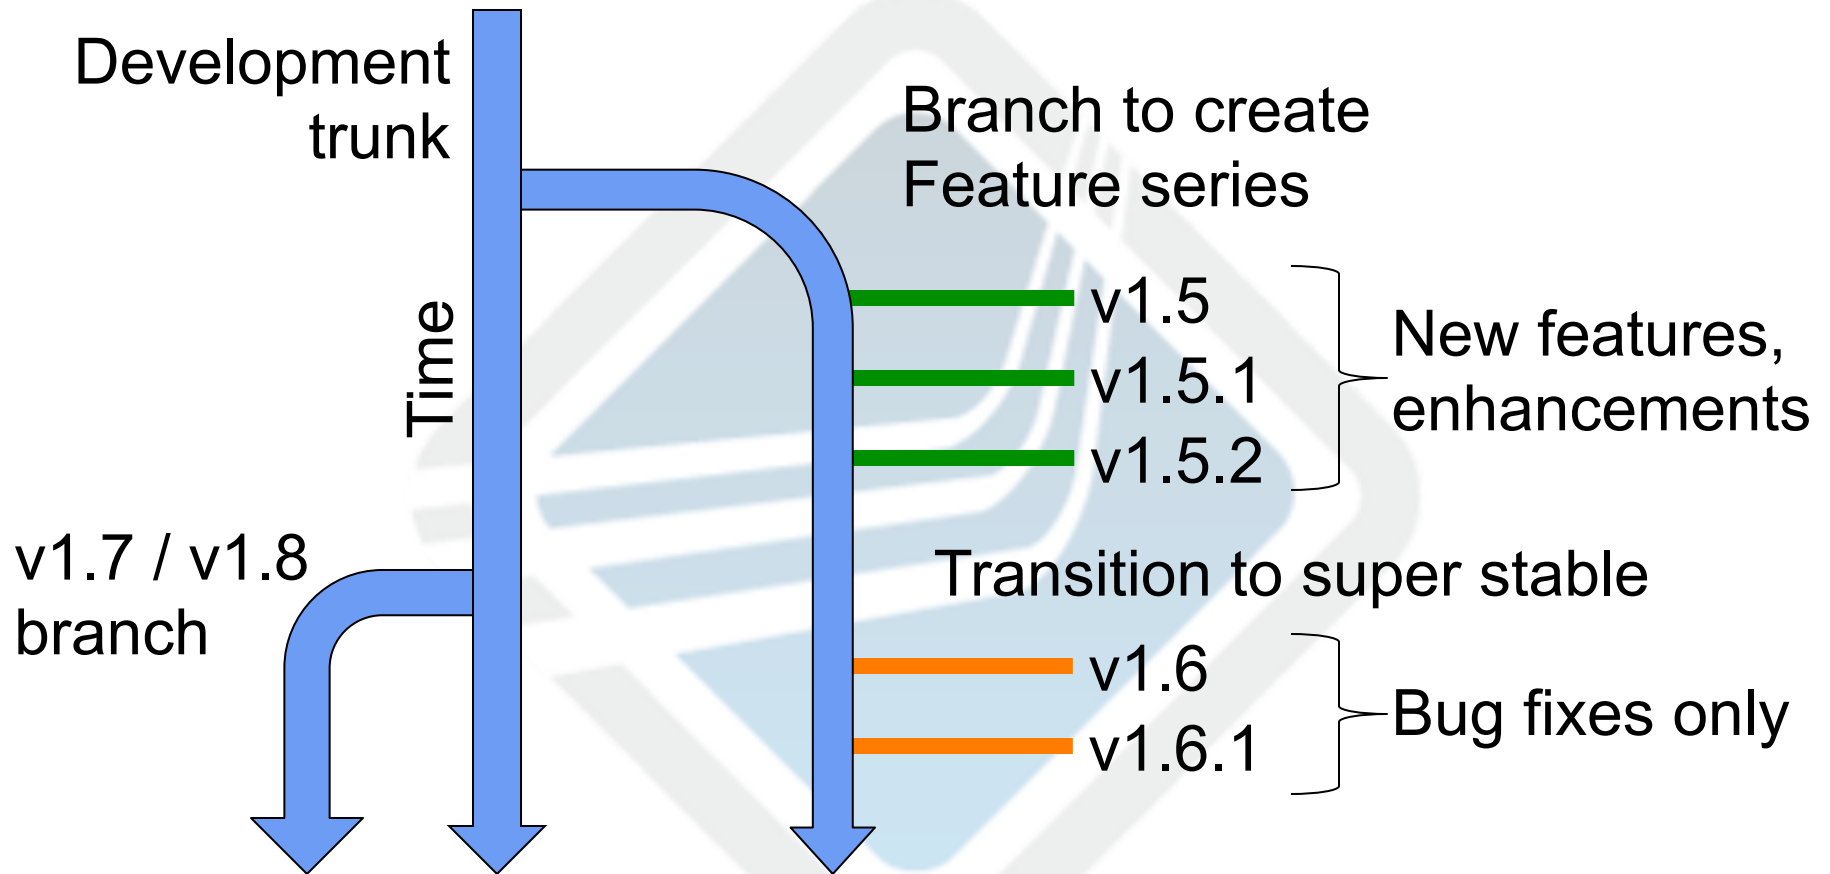 Development
trunk
Branch to create
Feature series
Time
v1.5
v1.5.1
v1.5.2
New features,
enhancements
v1.7 / v1.8
branch
Transition to super stable
v1.6
v1.6.1
Bug fixes only